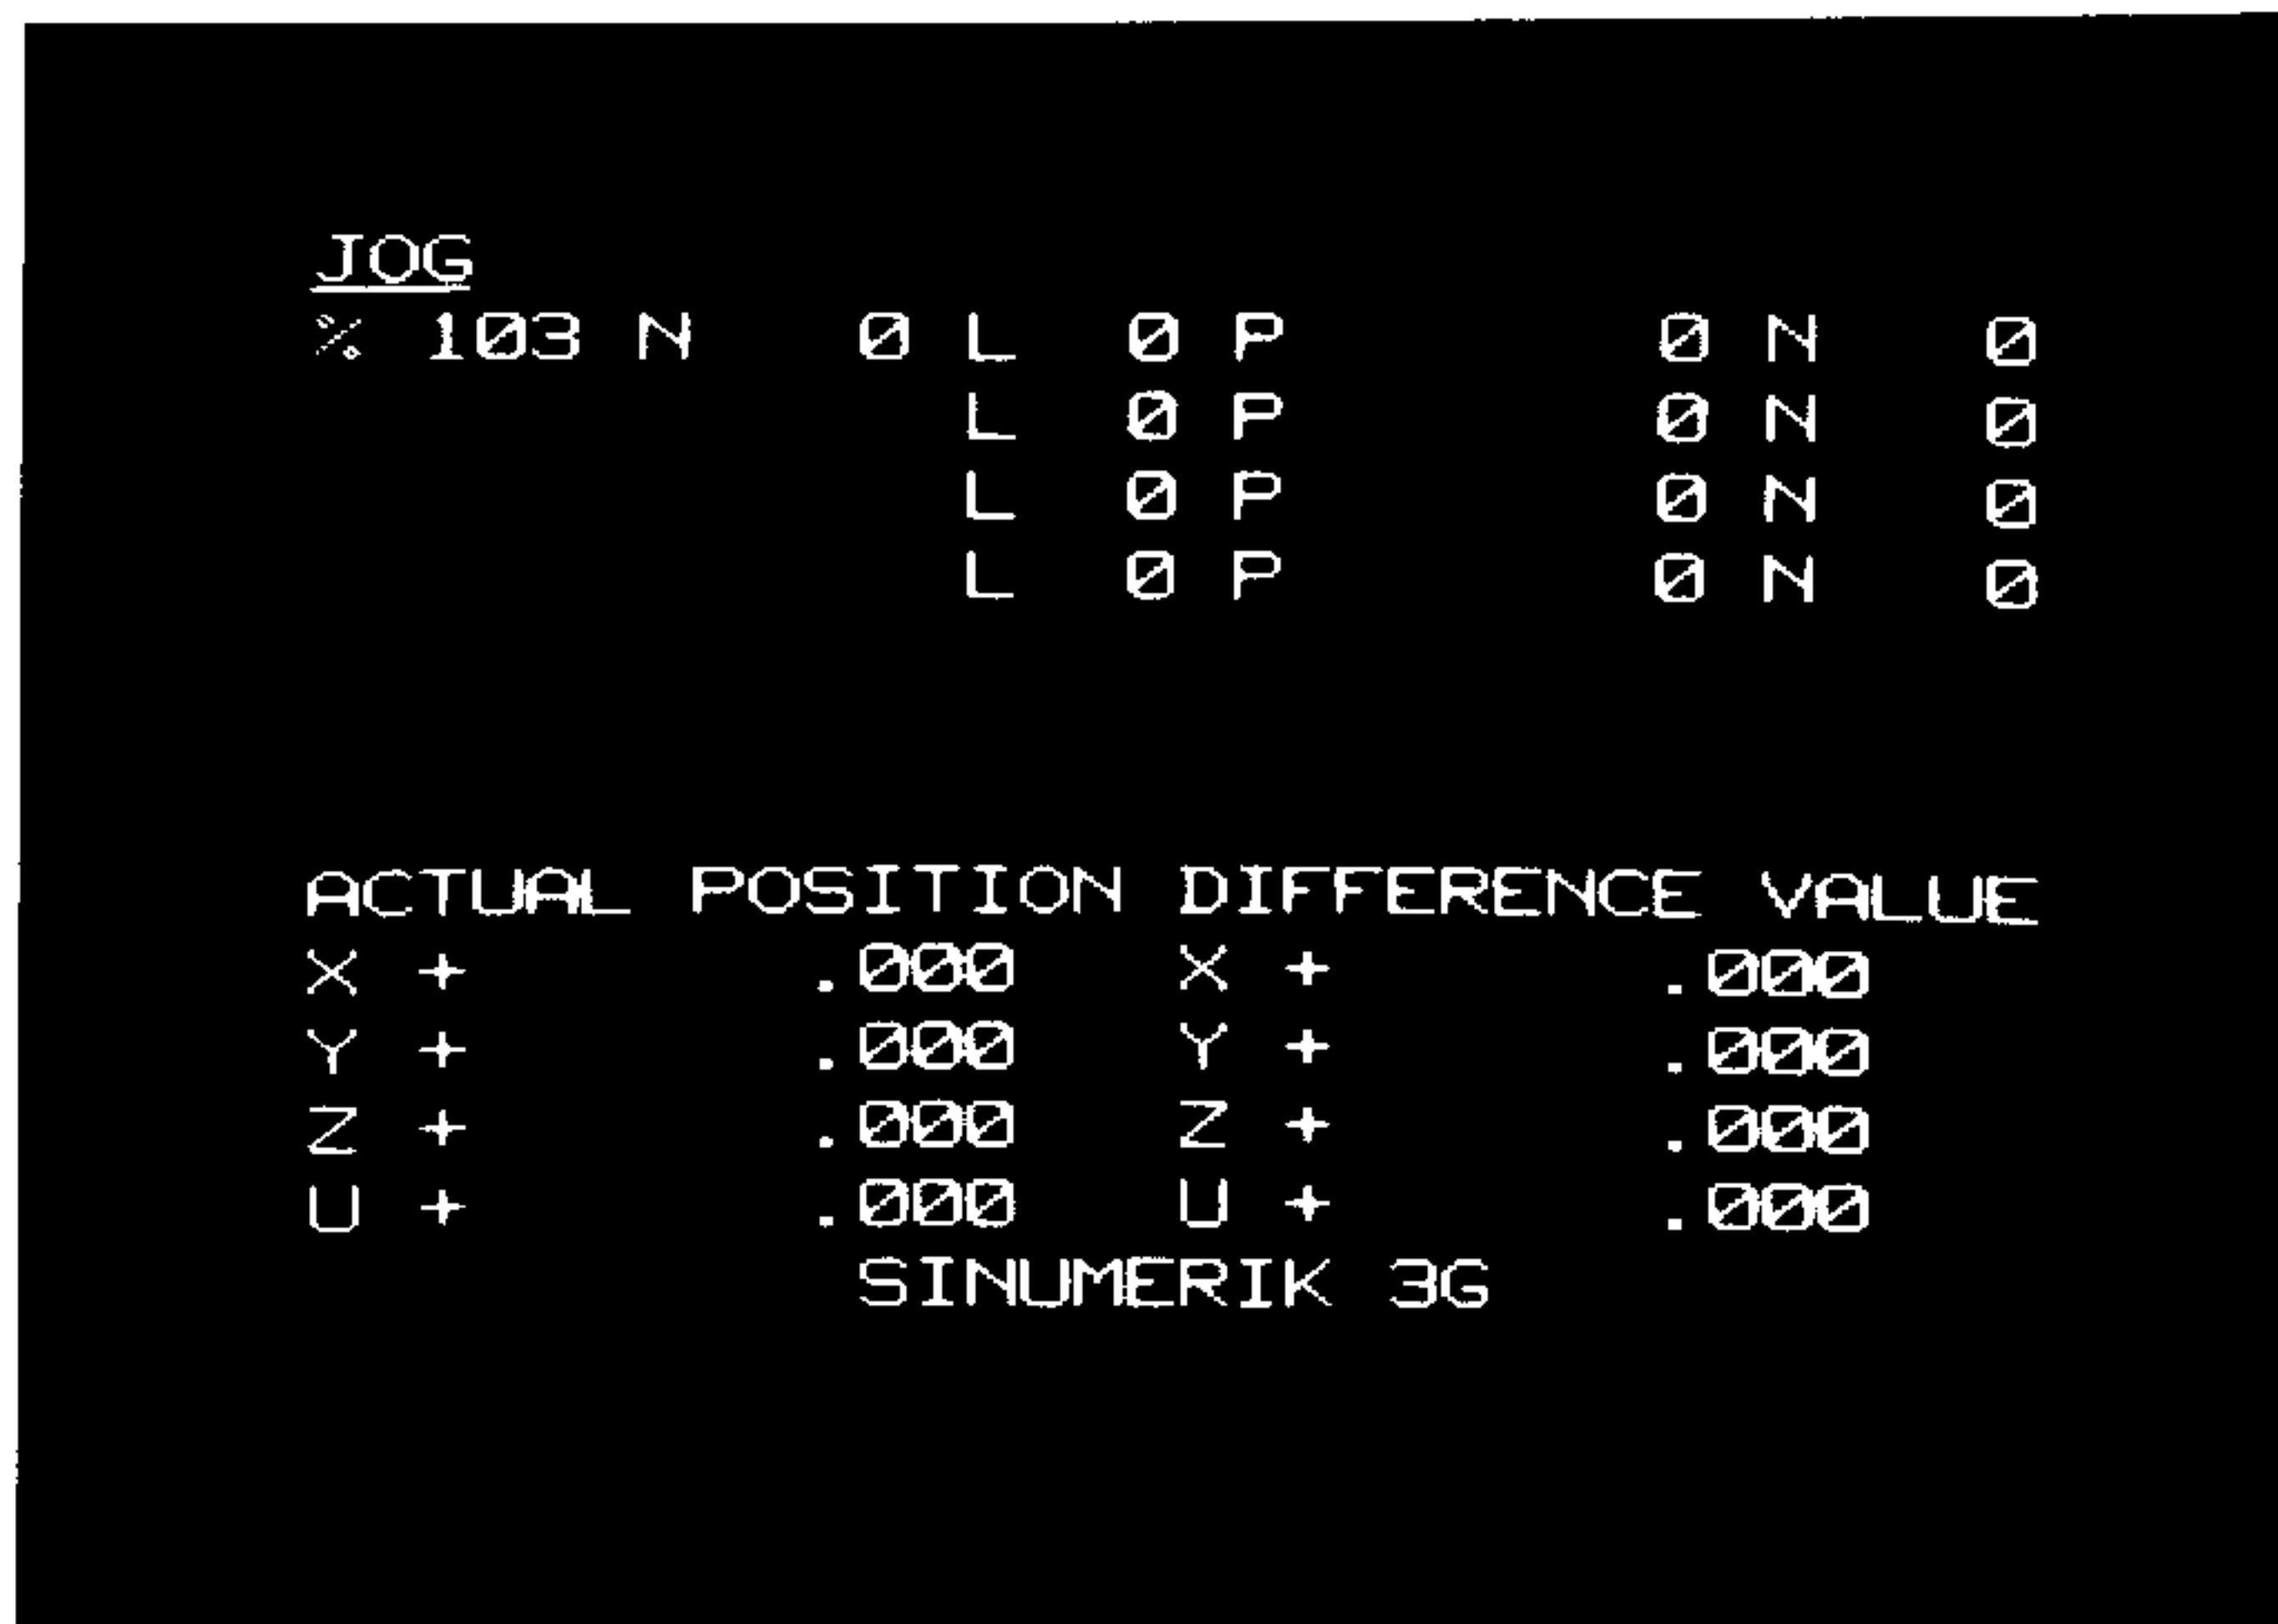 JOG
% 103 N 0 L 0 P 0 N 0
L 0 P 0 N 0
L 0 P 0 N 0
L 0 P 0 N 0
ACTUAL POSITION DIFFERENCE VALUE
X + .000 X + .000
Y + .000 Y + .000
Z + .000 Z + .000
U + .000 U + .000
SINUMERIK 3G